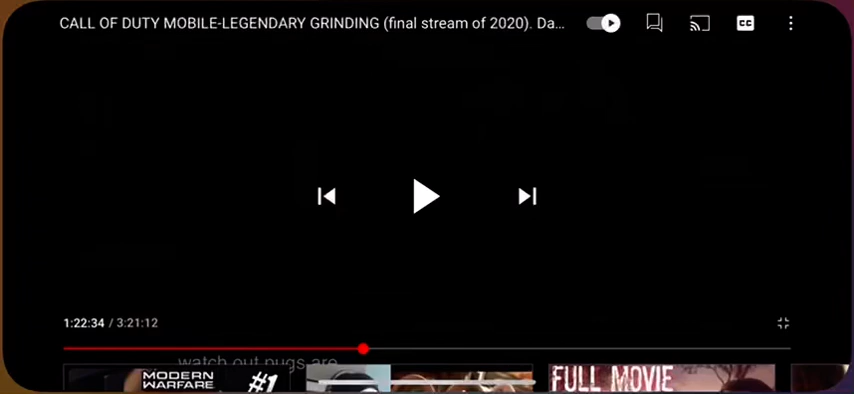 CALL OF DUTY MOBILE-LEGENDARY GRINDING (final stream of 2020). Da...
CC
1:22:34 / 3:21:12
watch out pugs are
MODERN
WARFARE
#1
FULL MOVIE